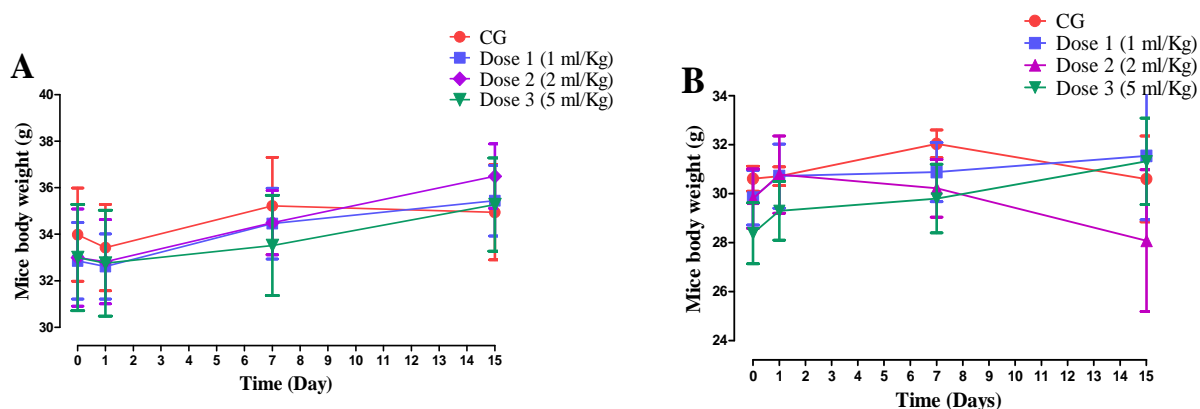 A
CG
Dose 1 (1 ml/Kg)
Dose 2 (2 ml/Kg)
Dose 3 (5 ml/Kg)
Mice body weight (g)
40
38
36
34
32
30
0 1 2 3 4 5 6 7 8 9 10 11 12 13 14 15
Time (Day)
B
CG
Dose 1 (1 ml/Kg)
Dose 2 (2 ml/Kg)
Dose 3 (5 ml/Kg)
Mice body weight (g)
34
32
30
28
26
24
0 1 2 3 4 5 6 7 8 9 10 11 12 13 14 15
Time (Days)